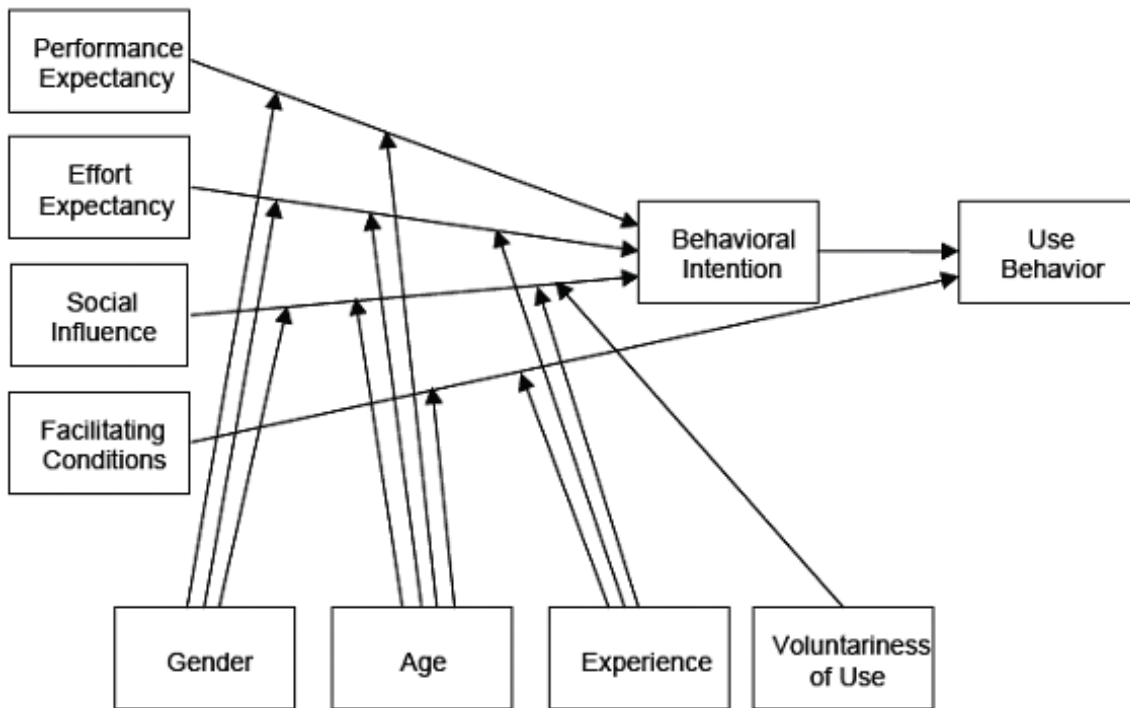 Performance
Expectancy
Effort
Expectancy
Social
Influence
Facilitating
Conditions
Behavioral
Intention
Use
Behavior
Gender
Age
Experience
Voluntariness
of Use